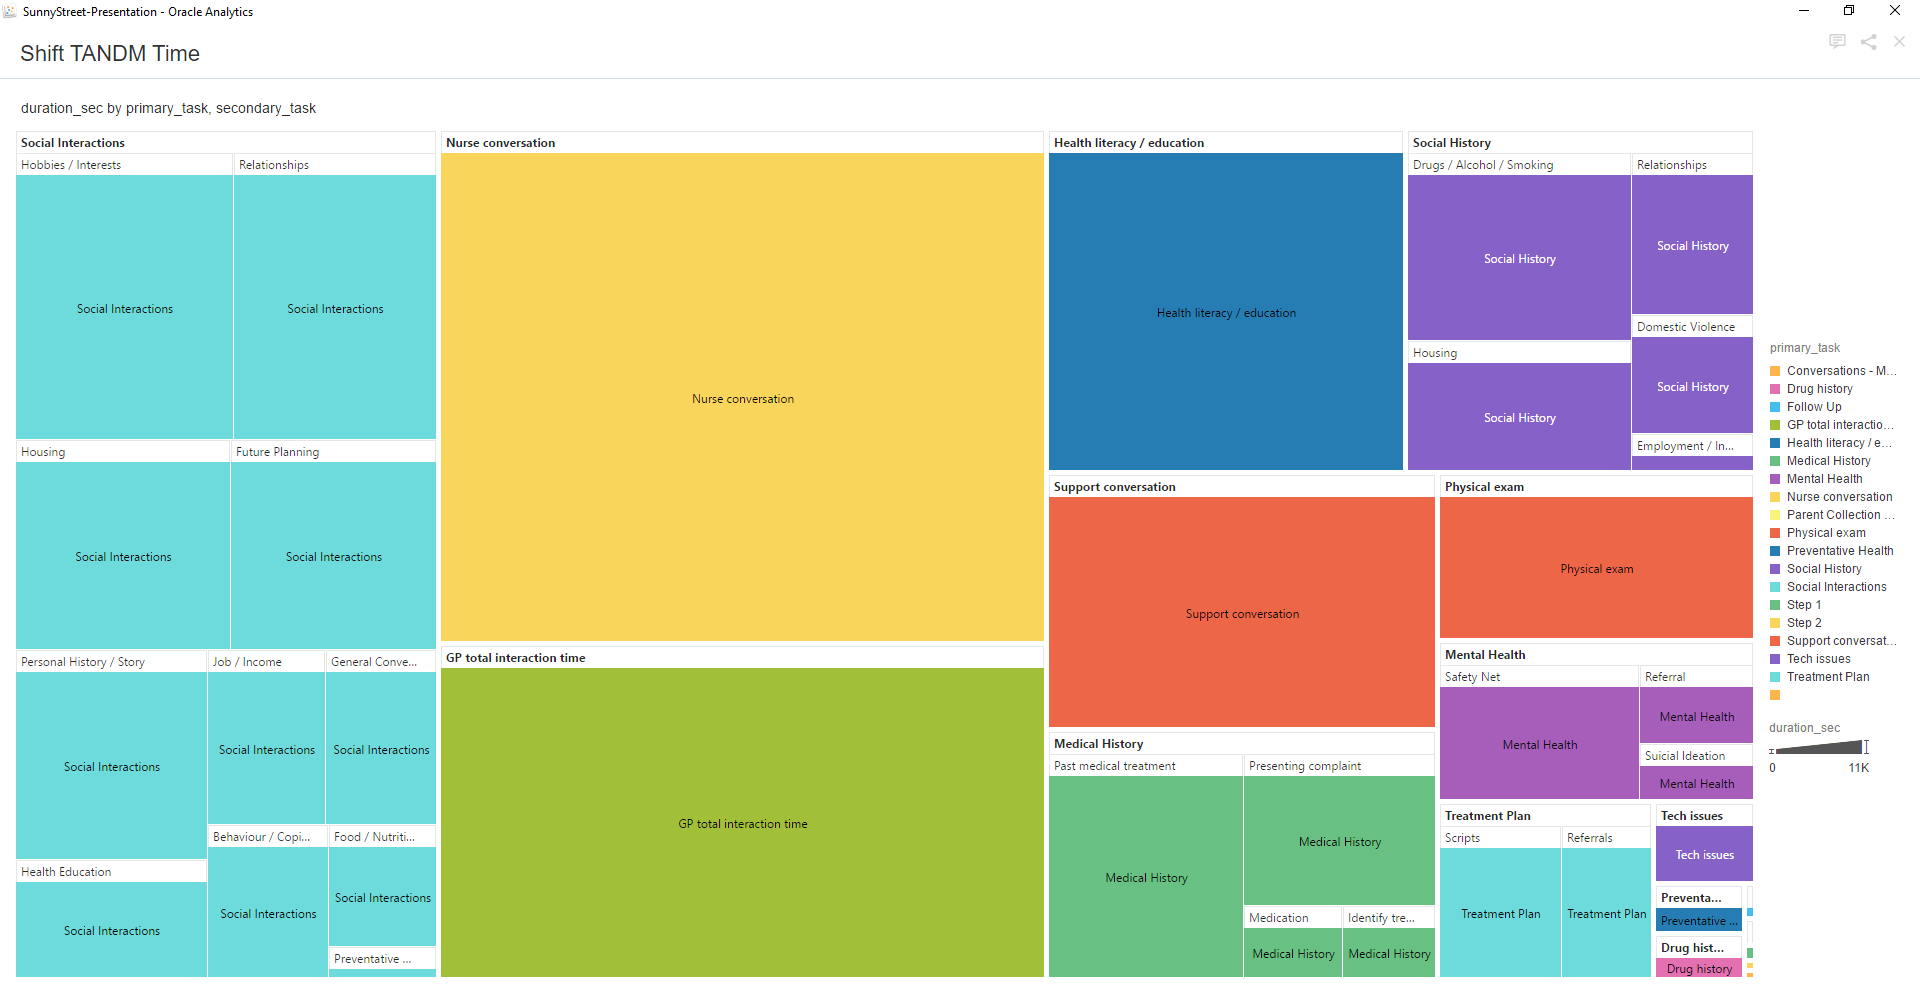 SunnyStreet-Presentation - Oracle Analytics
Shift TANDM Time
duration_sec by primary_task, secondary_task
Social Interactions
Hobbies / Interests
Relationships
Social Interactions
Social Interactions
Housing
Future Planning
Social Interactions
Social Interactions
Personal History / Story
Job / Income
General Conve...
Social Interactions
Social Interactions
Social Interactions
Behaviour / Copi...
Food / Nutriti...
Health Education
Social Interactions
Social Interactions
Social Interactions
Preventative ...
Nurse conversation
Nurse conversation
GP total interaction time
GP total interaction time
Health literacy / education
Health literacy / education
Social History
Drugs / Alcohol / Smoking
Relationships
Social History
Social History
Domestic Violence
Housing
Social History
Social History
Employment / In...
Support conversation
Support conversation
Physical exam
Physical exam
Mental Health
Safety Net
Referral
Mental Health
Mental Health
Suicial Ideation
Mental Health
Medical History
Past medical treatment
Presenting complaint
Medical History
Medical History
Medication
Identify tre...
Medical History
Medical History
Treatment Plan
Scripts
Referrals
Treatment Plan
Treatment Plan
Tech issues
Tech issues
Preventa...
Preventative ...
Drug hist...
Drug history
primary_task
Conversations - M...
Drug history
Follow Up
GP total interactio...
Health literacy / e...
Medical History
Mental Health
Nurse conversation
Parent Collection ...
Physical exam
Preventative Health
Social History
Social Interactions
Step 1
Step 2
Support conversat...
Tech issues
Treatment Plan
duration_sec
0
11K